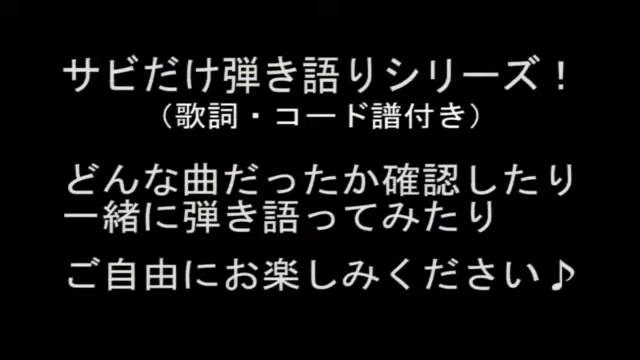 サビだけ弾き語りシリーズ！
（歌詞・コード譜付き）
どんな曲だったか確認したり
一緒に弾き語ってみたり
ご自由にお楽しみください♪